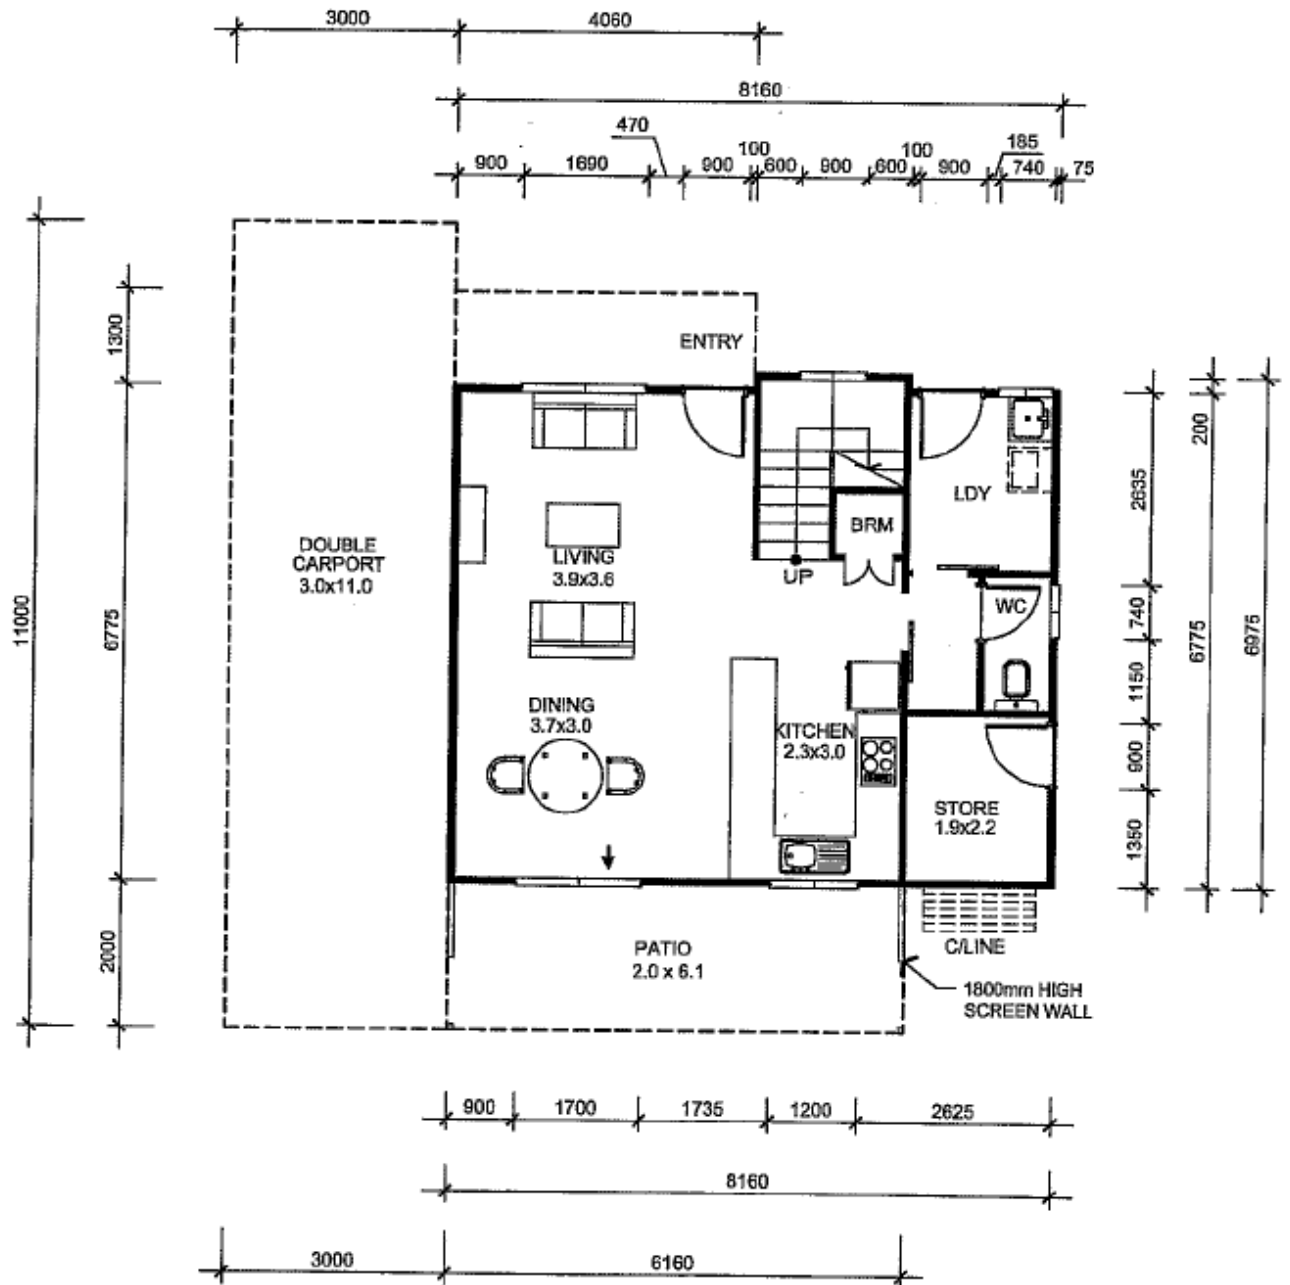 3000
4060
8160
470
100
100
185
900
1690
900
600
900
600
900
740
75
1300
ENTRY
200
2635
LDY
BRM
DOUBLE
CARPORT
3.0x11.0
LIVING
3.9x3.6
UP
WC
11000
6775
740
6775
6975
1150
DINING
3.7x3.0
KITCHEN
2.3x3.0
900
STORE
1.9x2.2
1350
2000
PATIO
2.0 x 6.1
C/LINE
1800mm HIGH
SCREEN WALL
900
1700
1735
1200
2625
8160
3000
6160